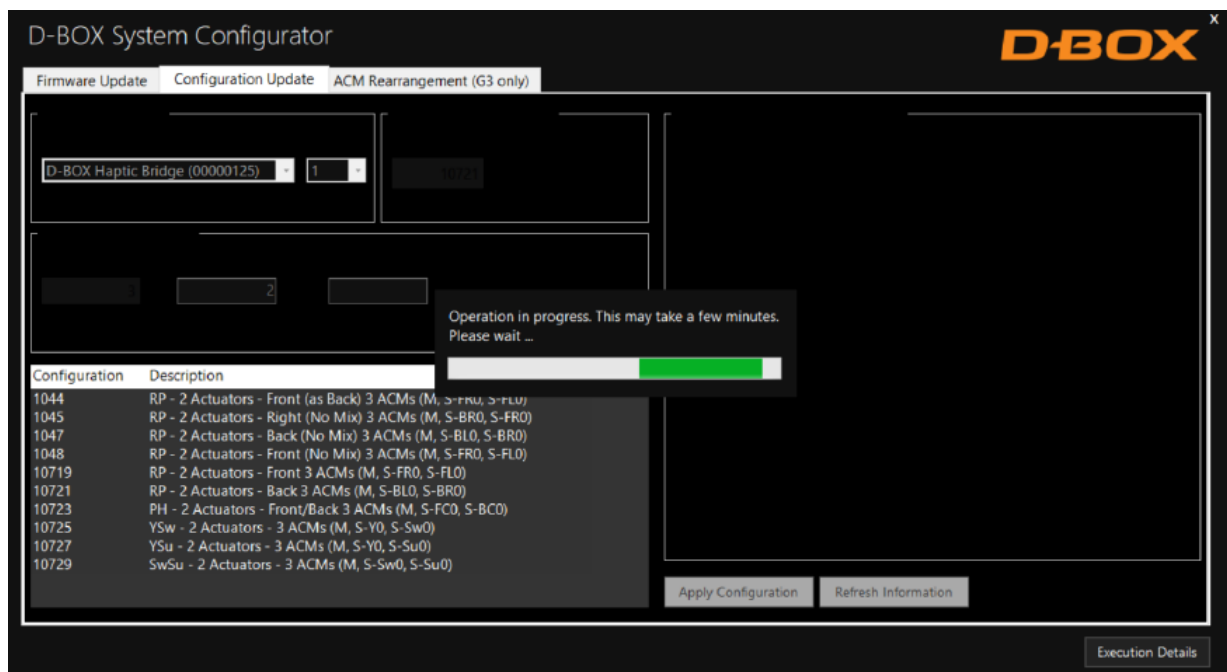 D-BOX System Configurator
X
D-BOX
Firmware Update
Configuration Update
ACM Rearrangement (G3 only)
D-BOX Haptic Bridge (00000125)
1
10721
3
2
Operation in progress. This may take a few minutes.
Please wait ...
Configuration Description
1044 RP - 2 Actuators - Front (as Back) 3 ACMs (M, S-FR0, S-FL0)
1045 RP - 2 Actuators - Right (No Mix) 3 ACMs (M, S-BR0, S-FR0)
1047 RP - 2 Actuators - Back (No Mix) 3 ACMs (M, S-BL0, S-BR0)
1048 RP - 2 Actuators - Front (No Mix) 3 ACMs (M, S-FR0, S-FL0)
10719 RP - 2 Actuators - Front 3 ACMs (M, S-FR0, S-FL0)
10721 RP - 2 Actuators - Back 3 ACMs (M, S-BL0, S-BR0)
10723 PH - 2 Actuators - Front/Back 3 ACMs (M, S-FC0, S-BC0)
10725 YSw - 2 Actuators - 3 ACMs (M, S-Y0, S-Sw0)
10727 YSu - 2 Actuators - 3 ACMs (M, S-Y0, S-Su0)
10729 SwSu - 2 Actuators - 3 ACMs (M, S-Sw0, S-Su0)
Apply Configuration
Refresh Information
Execution Details